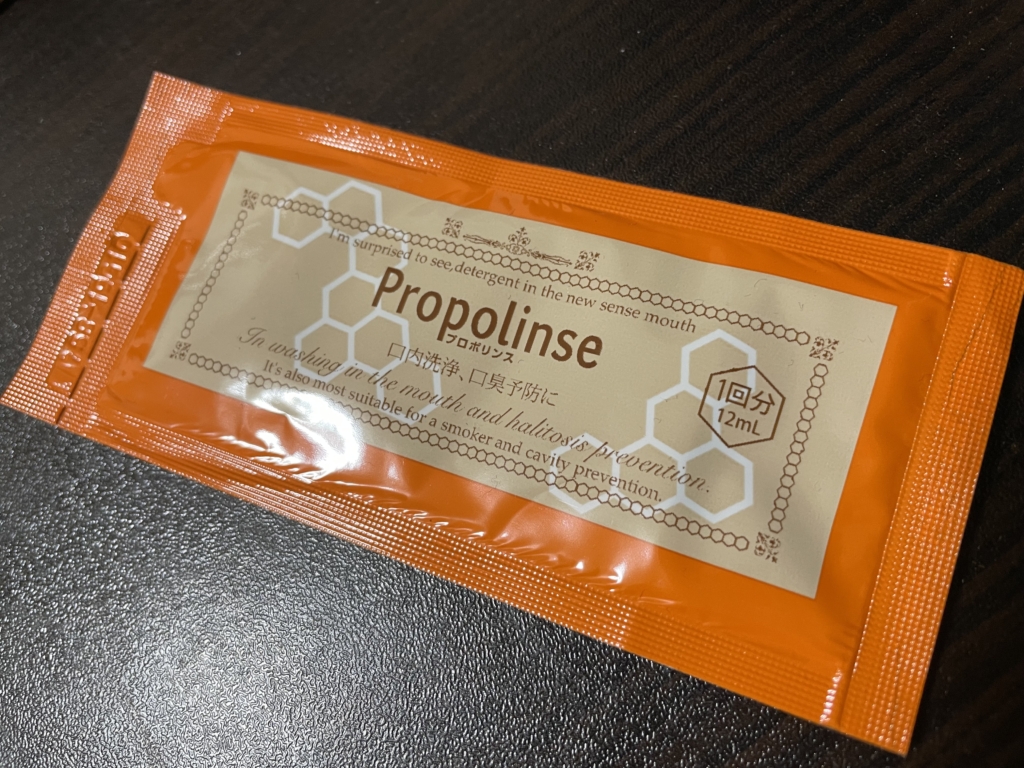 I'm surprised to see,detergent in the new sense mouth
Propolinse
プロポリンス
口内洗浄、口臭予防に
In washing in the mouth and halitosis prevention.
It's also most suitable for a smoker and cavity prevention.
1回分
12mL